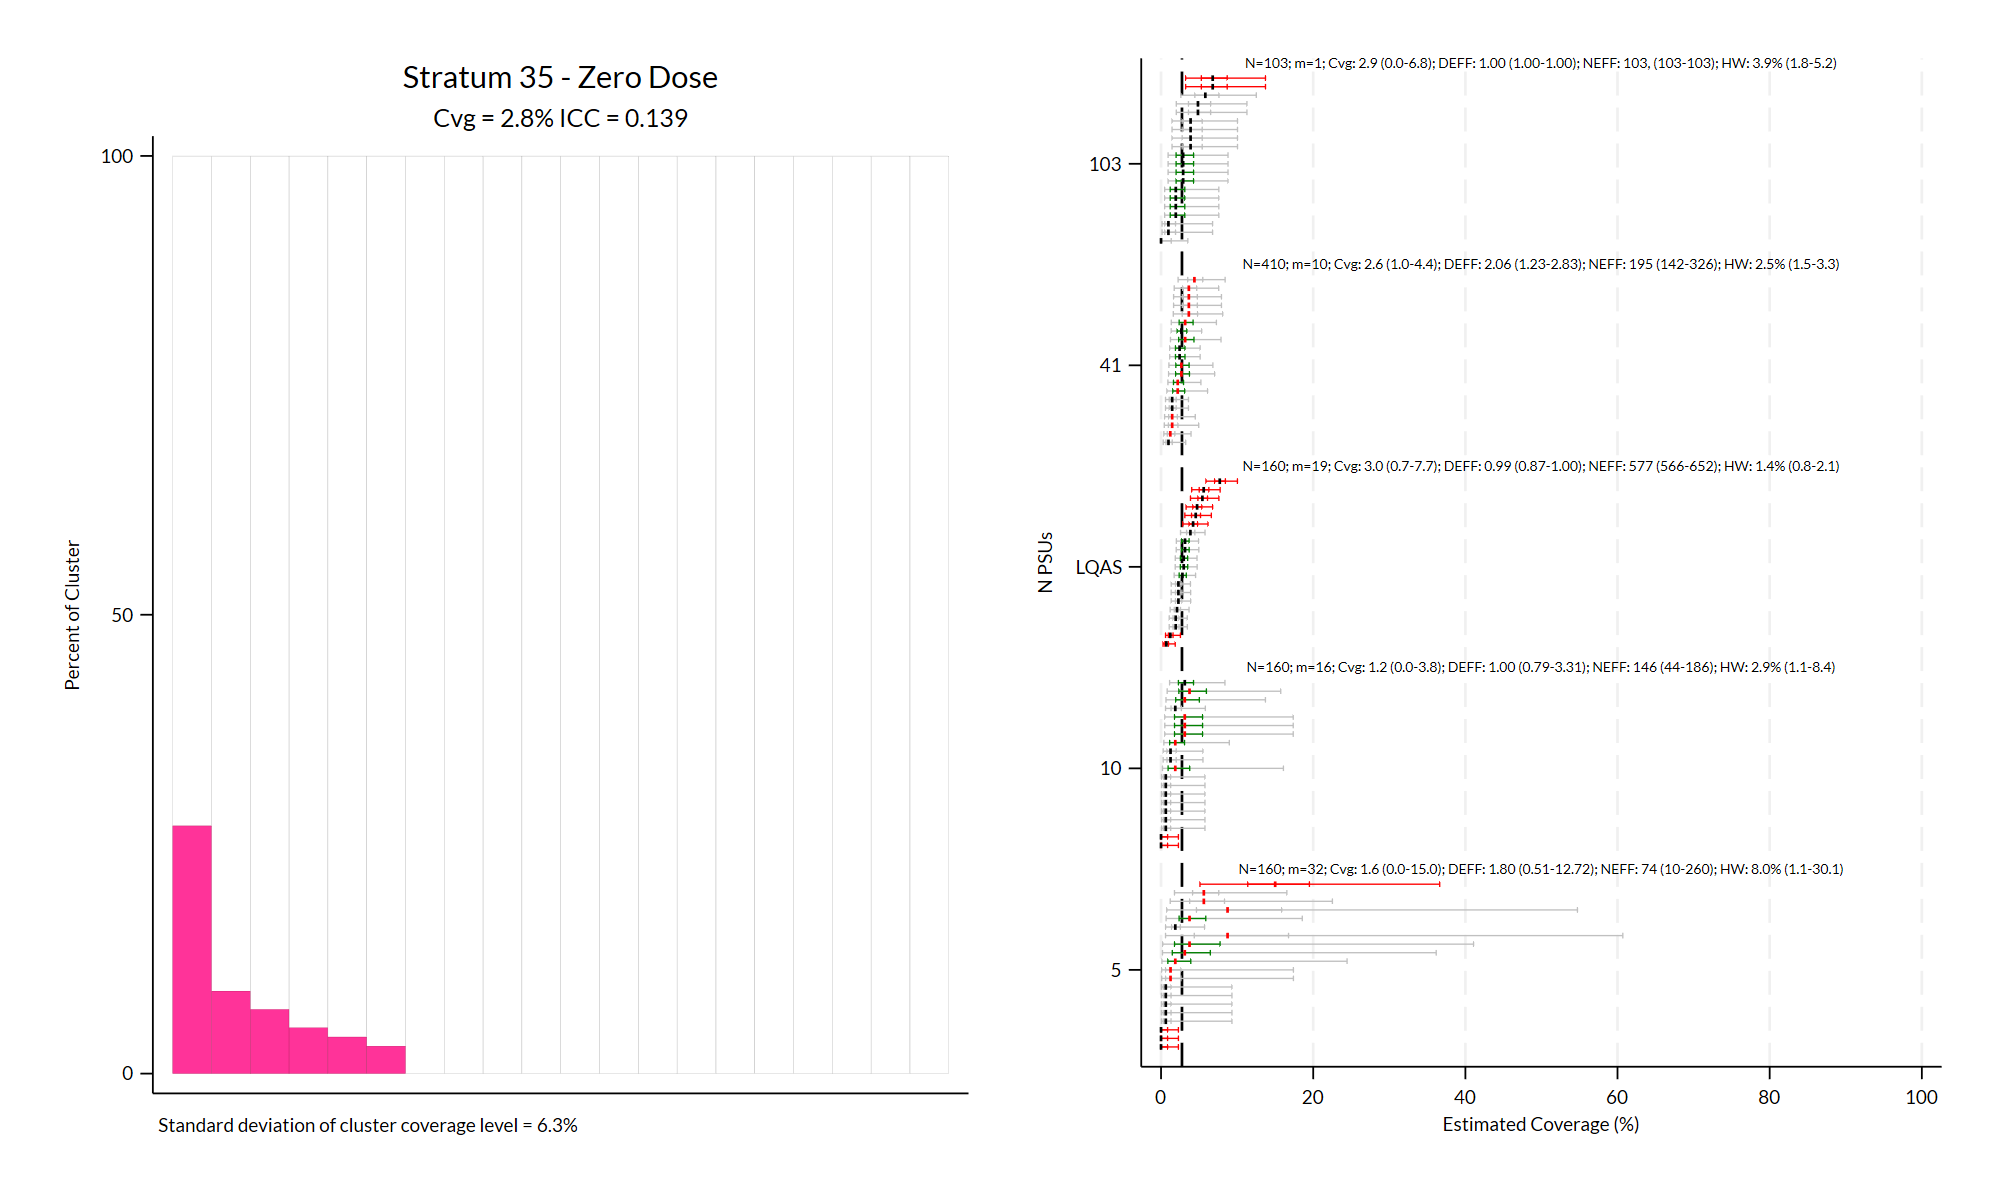 Stratum 35 - Zero Dose
Cvg = 2.8% ICC = 0.139
100
50
0
Percent of Cluster
Standard deviation of cluster coverage level = 6.3%
N=103; m=1; Cvg: 2.9 (0.0-6.8); DEFF: 1.00 (1.00-1.00); NEFF: 103, (103-103); HW: 3.9% (1.8-5.2)
103
N=410; m=10; Cvg: 2.6 (1.0-4.4); DEFF: 2.06 (1.23-2.83); NEFF: 195 (142-326); HW: 2.5% (1.5-3.3)
41
N=160; m=19; Cvg: 3.0 (0.7-7.7); DEFF: 0.99 (0.87-1.00); NEFF: 577 (566-652); HW: 1.4% (0.8-2.1)
LQAS
N PSUs
N=160; m=16; Cvg: 1.2 (0.0-3.8); DEFF: 1.00 (0.79-3.31); NEFF: 146 (44-186); HW: 2.9% (1.1-8.4)
10
N=160; m=32; Cvg: 1.6 (0.0-15.0); DEFF: 1.80 (0.51-12.72); NEFF: 74 (10-260); HW: 8.0% (1.1-30.1)
5
0 20 40 60 80 100
Estimated Coverage (%)